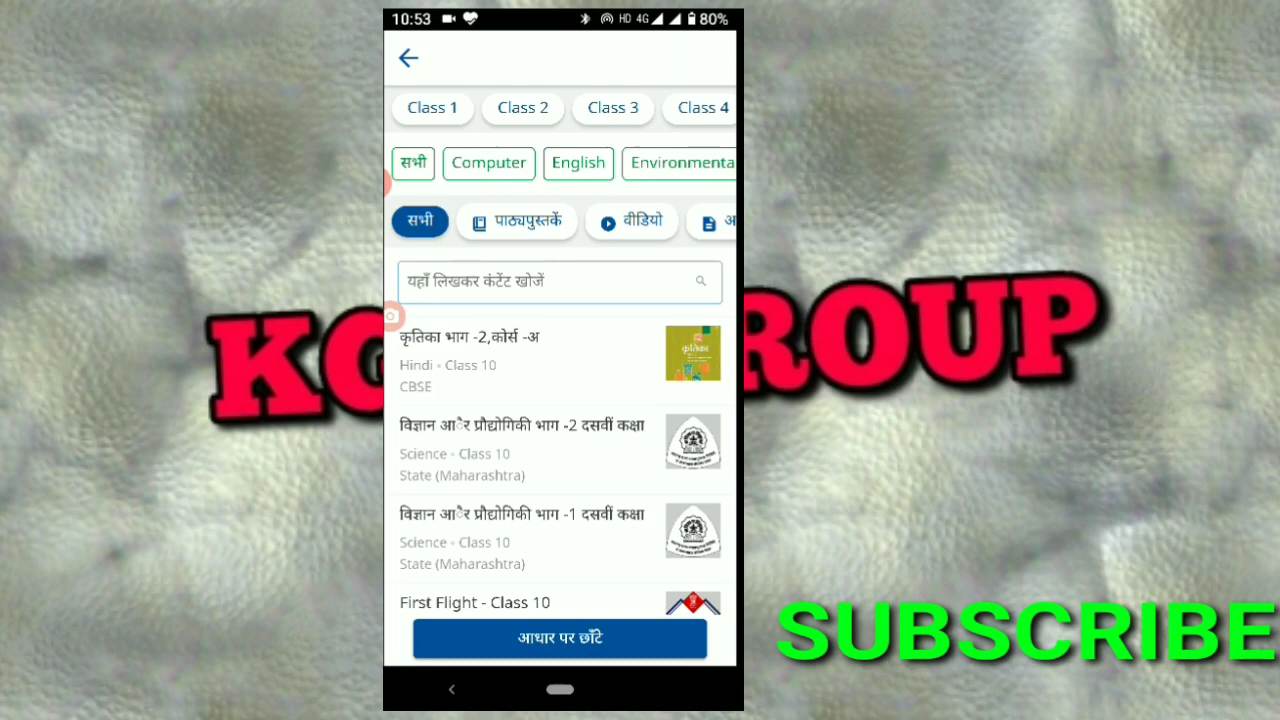 10:53 HD 4G 80%
Class 1 Class 2 Class 3 Class 4
सभी Computer English Environmenta
सभी पाठ्यपुस्तकें वीडियो अ
यहाँ लिखकर कंटेंट खोजें
कृतिका भाग -2,कोर्स -अ
कृतिका
Hindi • Class 10
CBSE
KG ROUP
विज्ञान आैर प्रौद्योगिकी भाग -2 दसवीं कक्षा
Science • Class 10
State (Maharashtra)
विज्ञान आैर प्रौद्योगिकी भाग -1 दसवीं कक्षा
Science • Class 10
State (Maharashtra)
First Flight - Class 10
आधार पर छाँटे
SUBSCRIBE